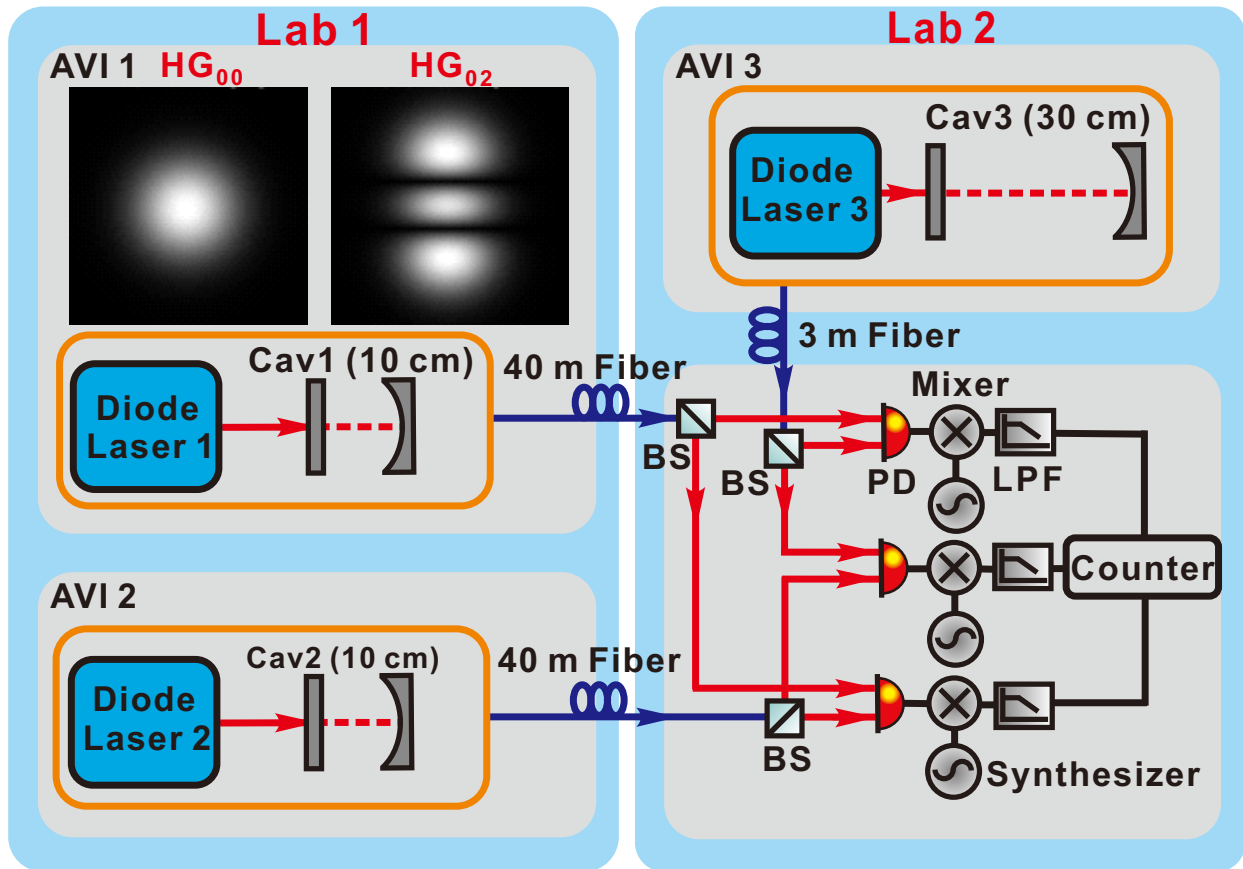 Lab 1
AVI 1
HG00
HG02
Cav1 (10 cm)
Diode
Laser 1
40 m Fiber
AVI 2
Cav2 (10 cm)
Diode
Laser 2
40 m Fiber
Lab 2
AVI 3
Cav3 (30 cm)
Diode
Laser 3
3 m Fiber
Mixer
BS
BS
PD
LPF
Counter
BS
Synthesizer